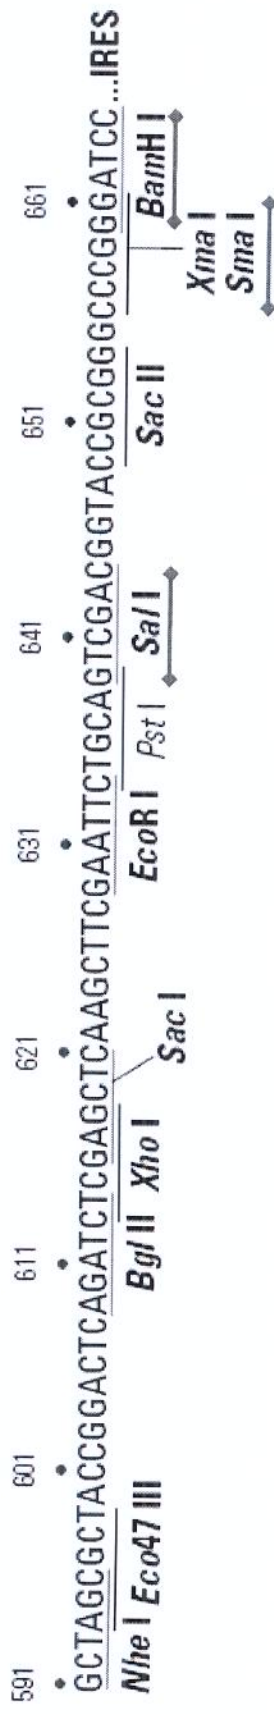 591 601 611 621 631 641 651 661
GCTAGCGCTACCGGACTCAGATCTCGAGCTCAAGCTTCGAATTCTGCAGTCGACGGTACCGCGGGCCCGGGATCC...IRES
Nhe I Eco47 III Bgl II Xho I EcoR I Pst I Sal I Sac II BamH I
Sac I Xma I
Sma I